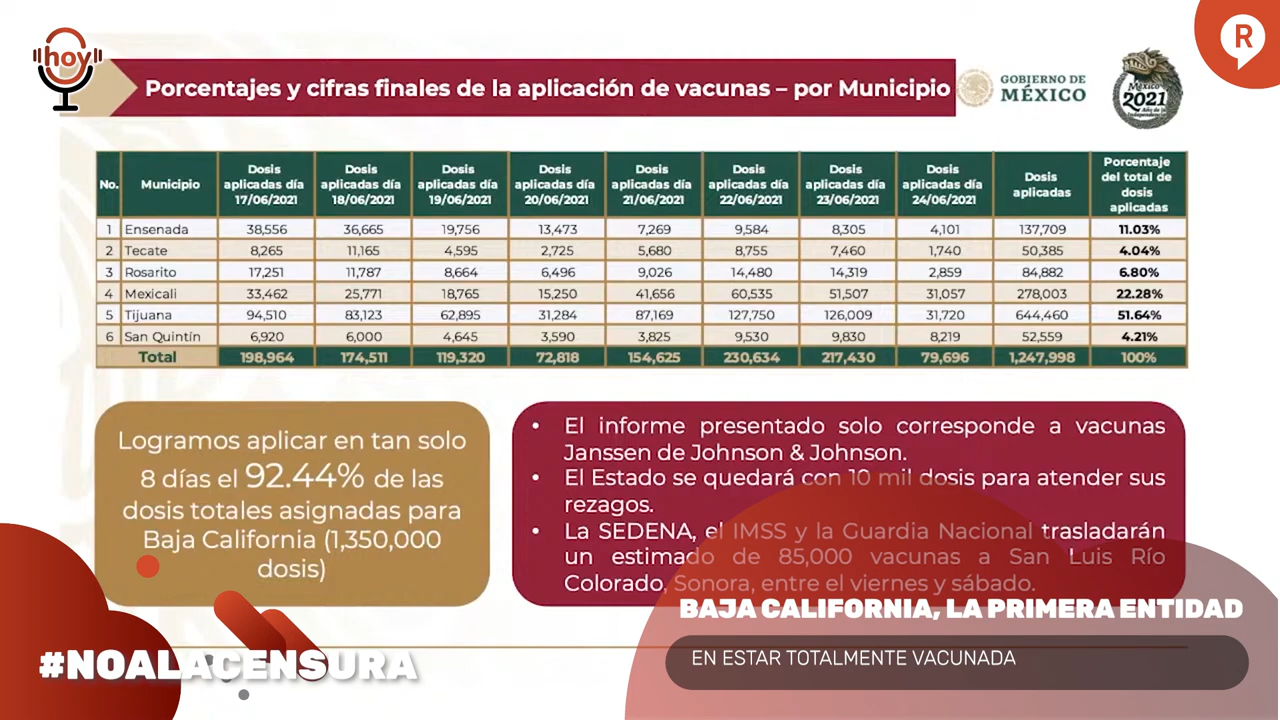 hoy
Porcentajes y cifras finales de la aplicación de vacunas – por Municipio
GOBIERNO DE
MÉXICO
México
2021
R
No. Municipio Dosis aplicadas día 17/06/2021 Dosis aplicadas día 18/06/2021 Dosis aplicadas día 19/06/2021 Dosis aplicadas día 20/06/2021 Dosis aplicadas día 21/06/2021 Dosis aplicadas día 22/06/2021 Dosis aplicadas día 23/06/2021 Dosis aplicadas día 24/06/2021 Dosis aplicadas Porcentaje del total de dosis aplicadas
1 Ensenada 38,556 36,665 19,756 13,473 7,269 9,584 8,305 4,101 137,709 11.03%
2 Tecate 8,265 11,165 4,595 2,725 5,680 8,755 7,460 1,740 50,385 4.04%
3 Rosarito 17,251 11,787 8,664 6,496 9,026 14,480 14,319 2,859 84,882 6.80%
4 Mexicali 33,462 25,771 18,765 15,250 41,656 60,535 51,507 31,057 278,003 22.28%
5 Tijuana 94,510 83,123 62,895 31,284 87,169 127,750 126,009 31,720 644,460 51.64%
6 San Quintín 6,920 6,000 4,645 3,590 3,825 9,530 9,830 8,219 52,559 4.21%
Total 198,964 174,511 119,320 72,818 154,625 230,634 217,430 79,696 1,247,998 100%
Logramos aplicar en tan solo
8 días el 92.44% de las
dosis totales asignadas para
Baja California (1,350,000
dosis)
• El informe presentado solo corresponde a vacunas
Janssen de Johnson & Johnson.
• El Estado se quedará con 10 mil dosis para atender sus
rezagos.
• La SEDENA, el IMSS y la Guardia Nacional trasladarán
un estimado de 85,000 vacunas a San Luis Río
Colorado, Sonora, entre el viernes y sábado.
BAJA CALIFORNIA, LA PRIMERA ENTIDAD
EN ESTAR TOTALMENTE VACUNADA
#NOALACENSURA